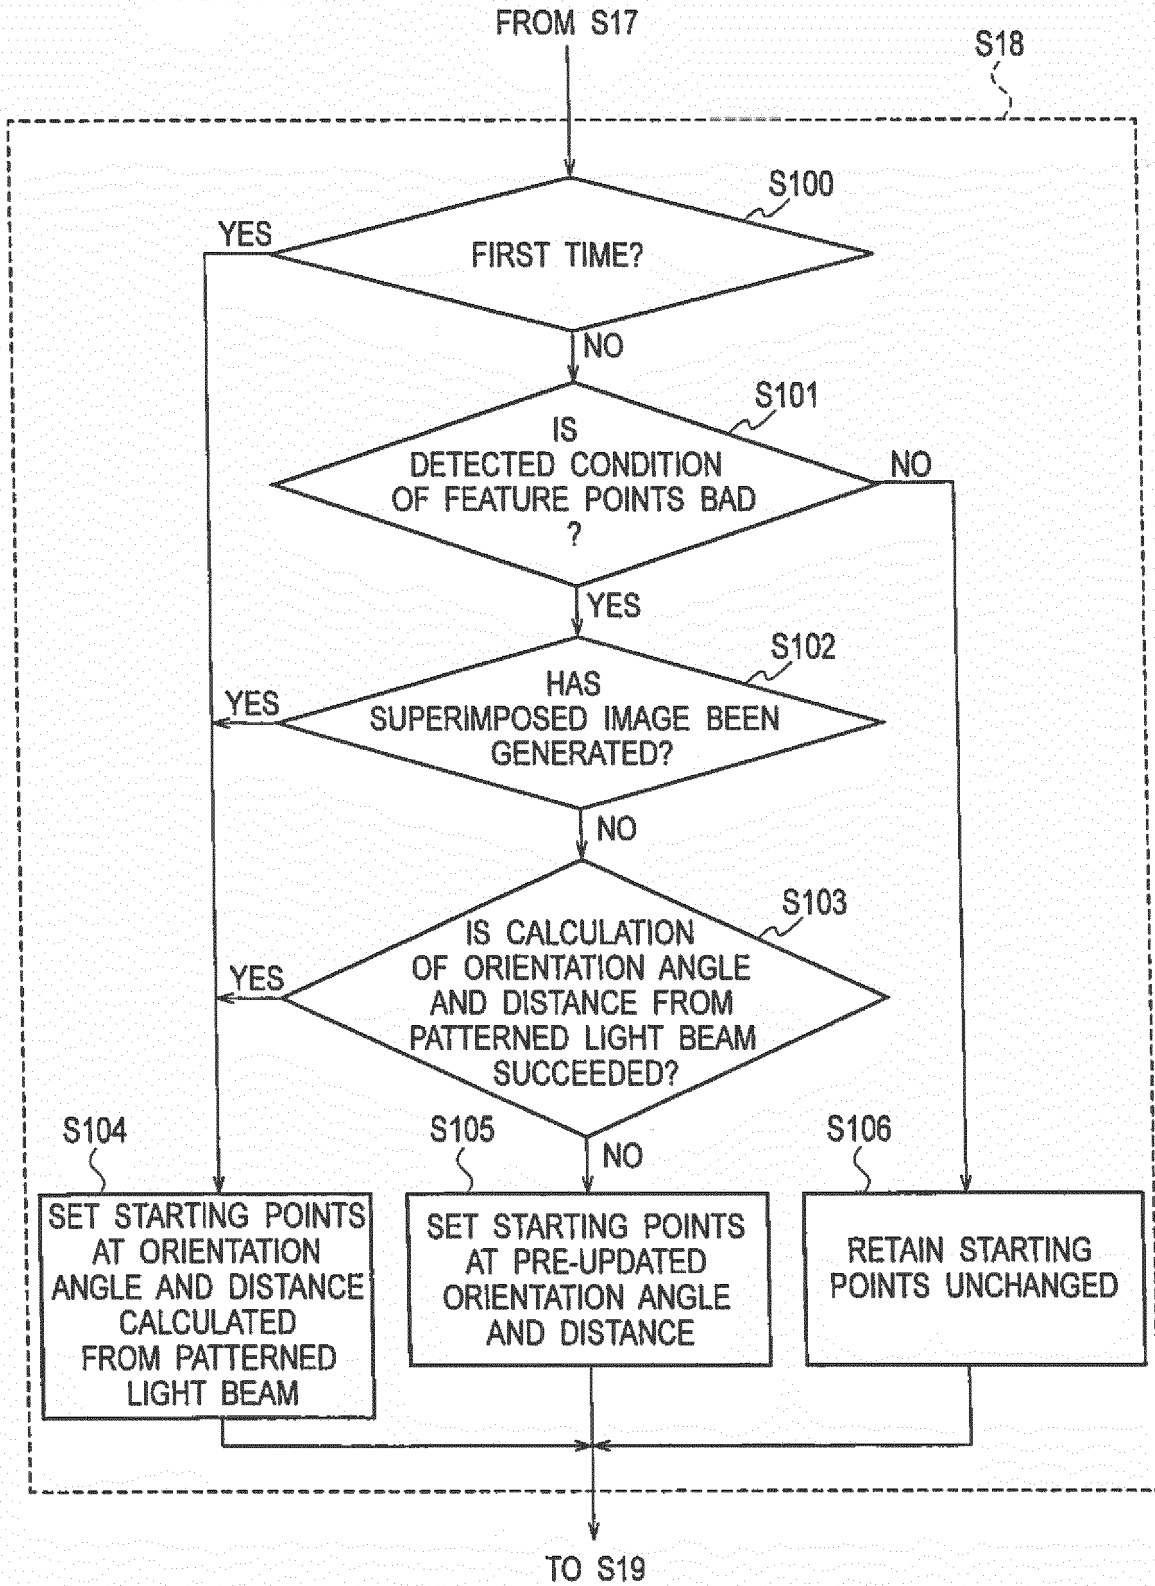 FROM S17
S18
S100
YES
FIRST TIME?
NO
S101
IS
DETECTED CONDITION
OF FEATURE POINTS BAD
?
NO
YES
S102
HAS
SUPERIMPOSED IMAGE BEEN
GENERATED?
YES
NO
S103
IS CALCULATION
OF ORIENTATION ANGLE
AND DISTANCE FROM
PATTERNED LIGHT BEAM
SUCCEEDED?
YES
NO
S104
SET STARTING POINTS
AT ORIENTATION
ANGLE AND DISTANCE
CALCULATED
FROM PATTERNED
LIGHT BEAM
S105
SET STARTING POINTS
AT PRE-UPDATED
ORIENTATION ANGLE
AND DISTANCE
S106
RETAIN STARTING
POINTS UNCHANGED
TO S19